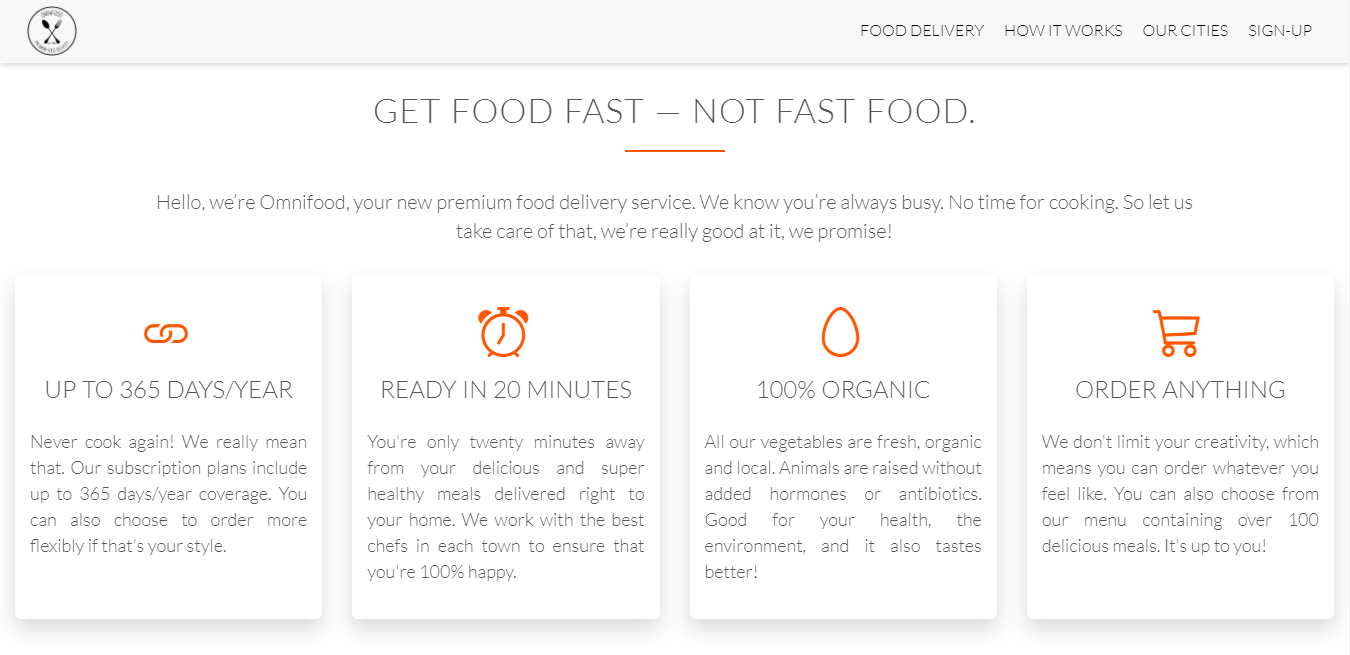 FOOD DELIVERY HOW IT WORKS OUR CITIES SIGN-UP
GET FOOD FAST — NOT FAST FOOD.
Hello, we’re Omnifood, your new premium food delivery service. We know you’re always busy. No time for cooking. So let us
take care of that, we’re really good at it, we promise!
UP TO 365 DAYS/YEAR
Never cook again! We really mean
that. Our subscription plans include
up to 365 days/year coverage. You
can also choose to order more
flexibly if that's your style.
READY IN 20 MINUTES
You're only twenty minutes away
from your delicious and super
healthy meals delivered right to
your home. We work with the best
chefs in each town to ensure that
you're 100% happy.
100% ORGANIC
All our vegetables are fresh, organic
and local. Animals are raised without
added hormones or antibiotics.
Good for your health, the
environment, and it also tastes
better!
ORDER ANYTHING
We don't limit your creativity, which
means you can order whatever you
feel like. You can also choose from
our menu containing over 100
delicious meals. It's up to you!